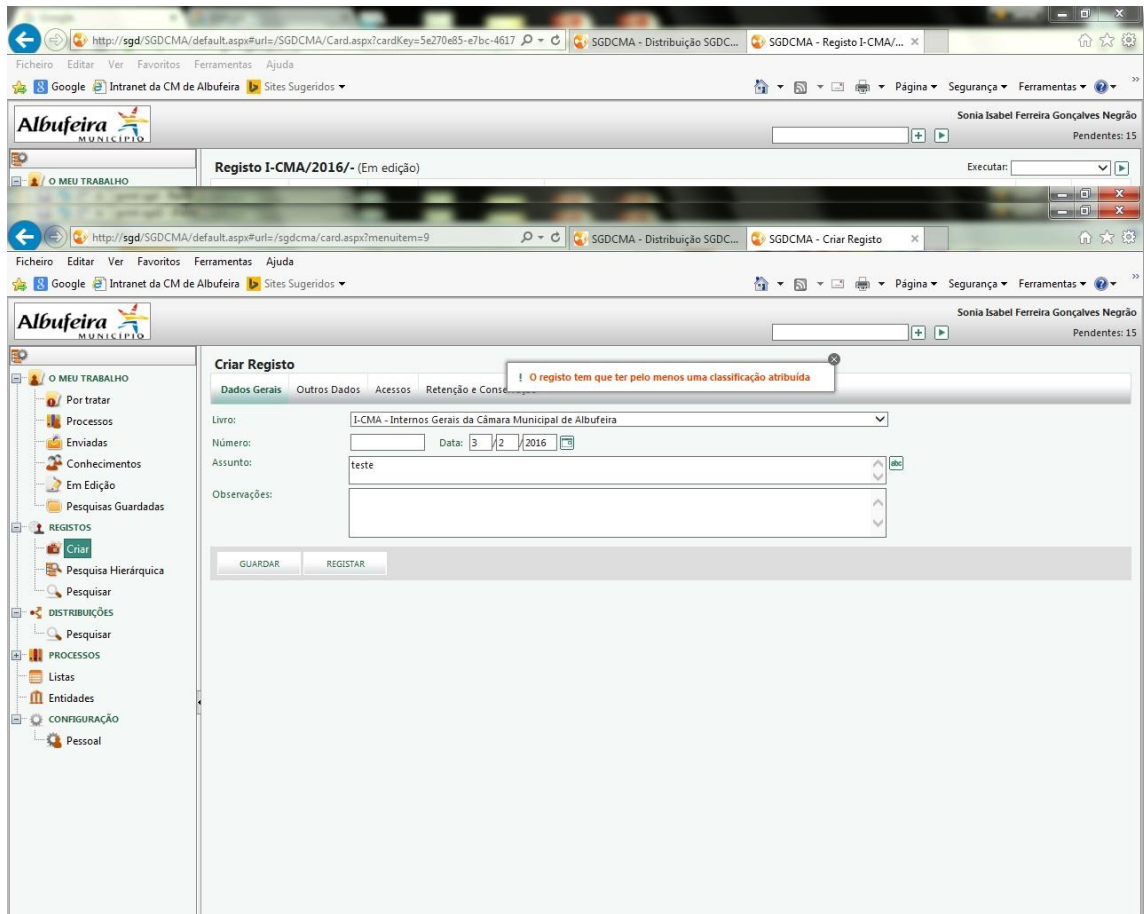 http://sgd/SGDCMA/default.aspx#url=/SGDCMA/Card.aspx?cardKey=5e270e85-e7bc-4617
SGDCMA - Distribuição SGDC...
SGDCMA - Registo I-CMA/...
Ficheiro Editar Ver Favoritos Ferramentas Ajuda
Google Intranet da CM de Albufeira Sites Sugeridos
Página Segurança Ferramentas
Albufeira
MUNICÍPIO
Sonia Isabel Ferreira Gonçalves Negrão
Pendentes: 15
Registo I-CMA/2016/- (Em edição)
Executar:
O MEU TRABALHO
http://sgd/SGDCMA/default.aspx#url=/sgdcma/card.aspx?menuitem=9
SGDCMA - Distribuição SGDC...
SGDCMA - Criar Registo
Ficheiro Editar Ver Favoritos Ferramentas Ajuda
Google Intranet da CM de Albufeira Sites Sugeridos
Página Segurança Ferramentas
Albufeira
MUNICÍPIO
Sonia Isabel Ferreira Gonçalves Negrão
Pendentes: 15
O MEU TRABALHO
Por tratar
Processos
Enviadas
Conhecimentos
Em Edição
Pesquisas Guardadas
REGISTOS
Criar
Pesquisa Hierárquica
Pesquisar
DISTRIBUIÇÕES
Pesquisar
PROCESSOS
Listas
Entidades
CONFIGURAÇÃO
Pessoal
Criar Registo
! O registo tem que ter pelo menos uma classificação atribuída
Dados Gerais Outros Dados Acessos Retenção e
Livro: I-CMA - Internos Gerais da Câmara Municipal de Albufeira
Número: Data: 3 /2 /2016
Assunto: teste
abc
Observações:
GUARDAR REGISTAR